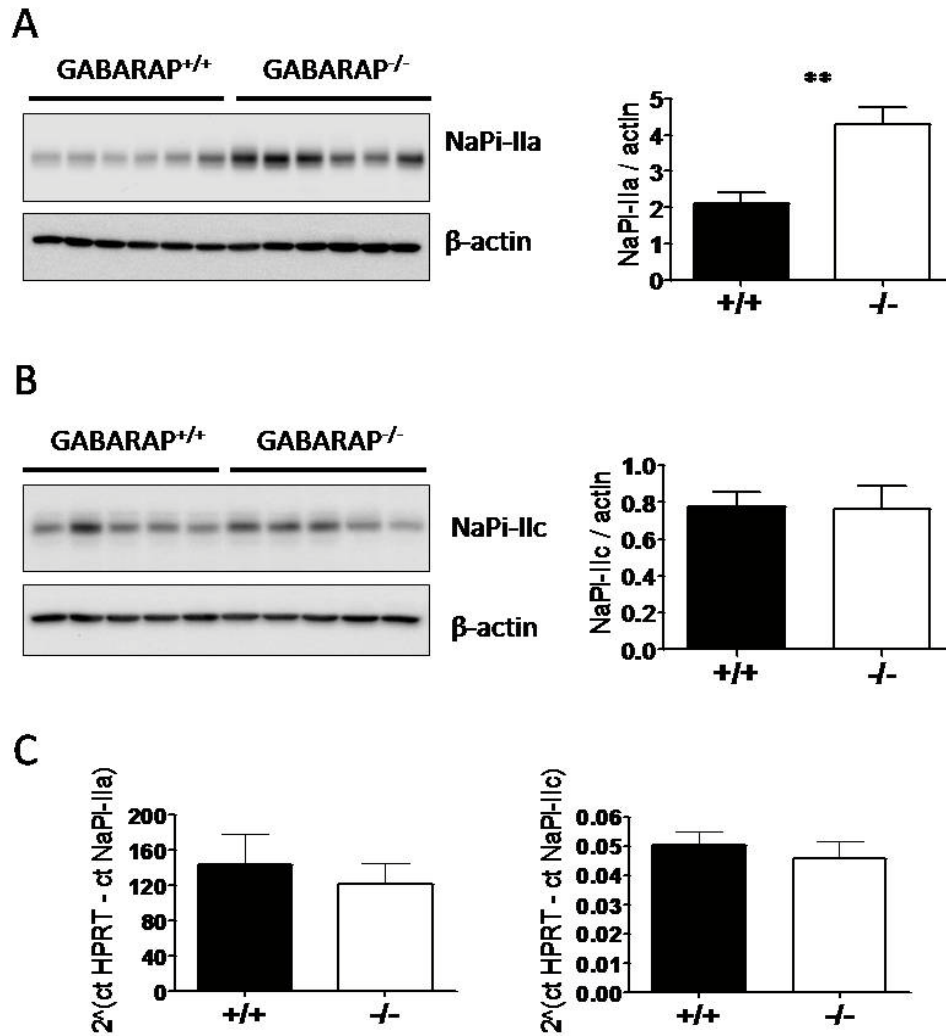 A
GABARAP+/+ GABARAP-/-
NaPi-IIa
β-actin
**
NaPI-IIa / actin
5
4
3
2
1
0
+/+ -/-
B
GABARAP+/+ GABARAP-/-
NaPi-IIc
β-actin
NaPI-IIc / actin
1.0
0.8
0.6
0.4
0.2
0.0
+/+ -/-
C
2^(ct HPRT - ct NaPI-IIa)
200
160
120
80
40
0
+/+ -/-
2^(ct HPRT - ct NaPI-IIc)
0.06
0.05
0.04
0.03
0.02
0.01
0.00
+/+ -/-